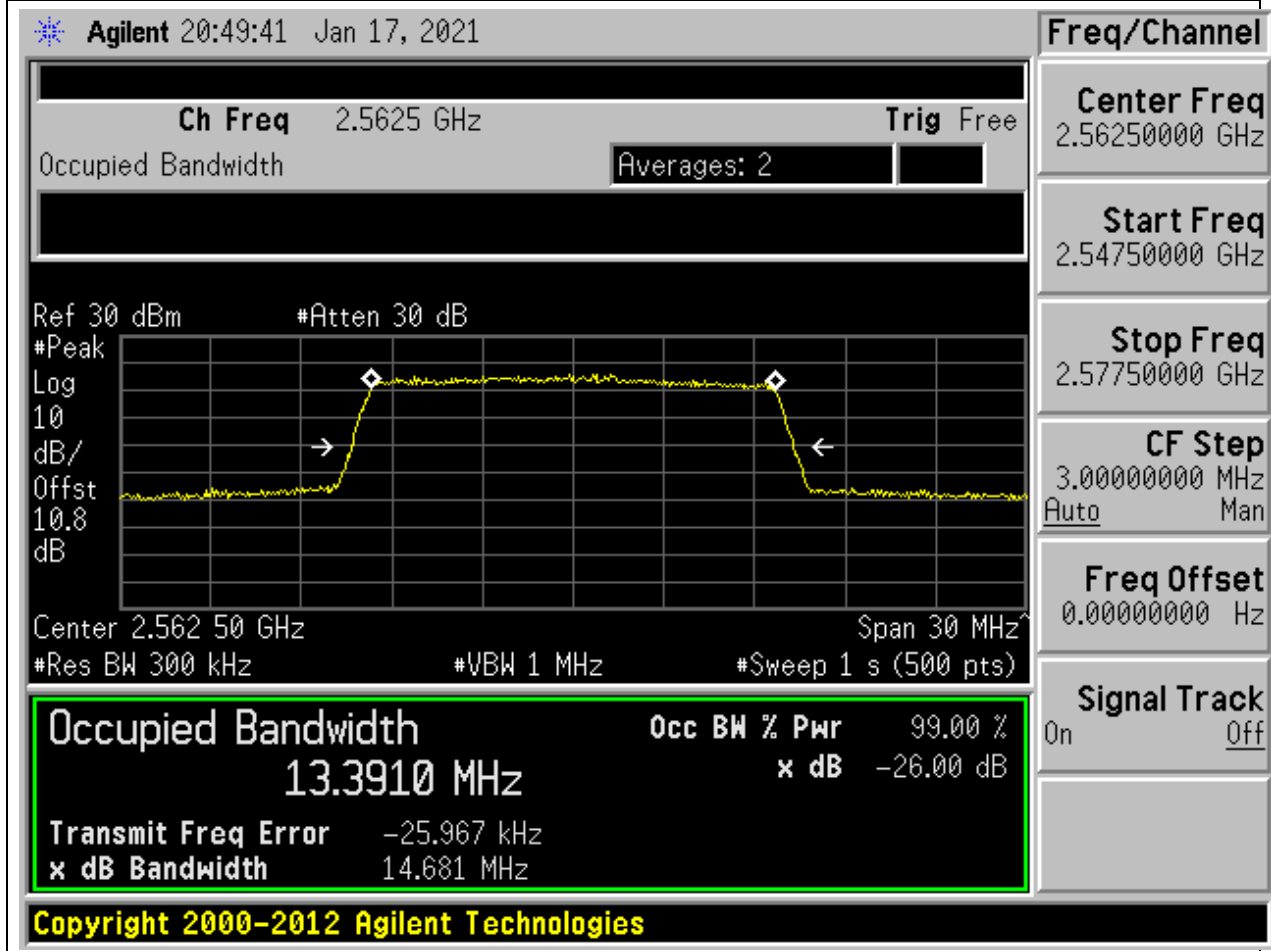 Agilent 20:49:41 Jan 17, 2021
Ch Freq 2.5625 GHz Trig Free
Occupied Bandwidth Averages: 2
Ref 30 dBm #Atten 30 dB
#Peak
Log
10
dB/
Offst
10.8
dB
Center 2.562 50 GHz Span 30 MHz^
#Res BW 300 kHz #VBW 1 MHz #Sweep 1 s (500 pts)
Occupied Bandwidth Occ BW % Pwr 99.00 %
13.3910 MHz x dB -26.00 dB
Transmit Freq Error -25.967 kHz
x dB Bandwidth 14.681 MHz
Copyright 2000-2012 Agilent Technologies
Freq/Channel
Center Freq
2.56250000 GHz
Start Freq
2.54750000 GHz
Stop Freq
2.57750000 GHz
CF Step
3.00000000 MHz
Auto Man
Freq Offset
0.00000000 Hz
Signal Track
On Off